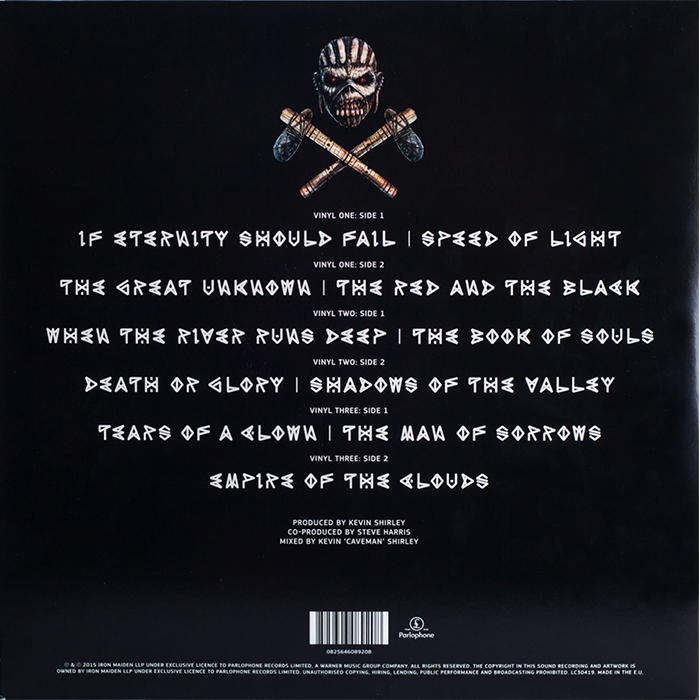 VINYL ONE: SIDE 1
IF ETERNITY SHOULD FAIL | SPEED OF LIGHT
VINYL ONE: SIDE 2
THE GREAT UNKNOWN | THE RED AND THE BLACK
VINYL TWO: SIDE 1
WHEN THE RIVER RUNS DEEP | THE BOOK OF SOULS
VINYL TWO: SIDE 2
DEATH OR GLORY | SHADOWS OF THE VALLEY
VINYL THREE: SIDE 1
TEARS OF A CLOWN | THE MAN OF SORROWS
VINYL THREE: SIDE 2
EMPIRE OF THE CLOUDS
PRODUCED BY KEVIN SHIRLEY
CO-PRODUCED BY STEVE HARRIS
MIXED BY KEVIN 'CAVEMAN' SHIRLEY
Parlophone
0825646089208
℗ & © 2015 IRON MAIDEN LLP UNDER EXCLUSIVE LICENCE TO PARLOPHONE RECORDS LIMITED, A WARNER MUSIC GROUP COMPANY. ALL RIGHTS RESERVED. THE COPYRIGHT IN THIS SOUND RECORDING AND ARTWORK IS
OWNED BY IRON MAIDEN LLP UNDER EXCLUSIVE LICENCE TO PARLOPHONE RECORDS LIMITED. UNAUTHORISED COPYING, HIRING, LENDING, PUBLIC PERFORMANCE AND BROADCASTING PROHIBITED. LC30419. MADE IN THE E.U.